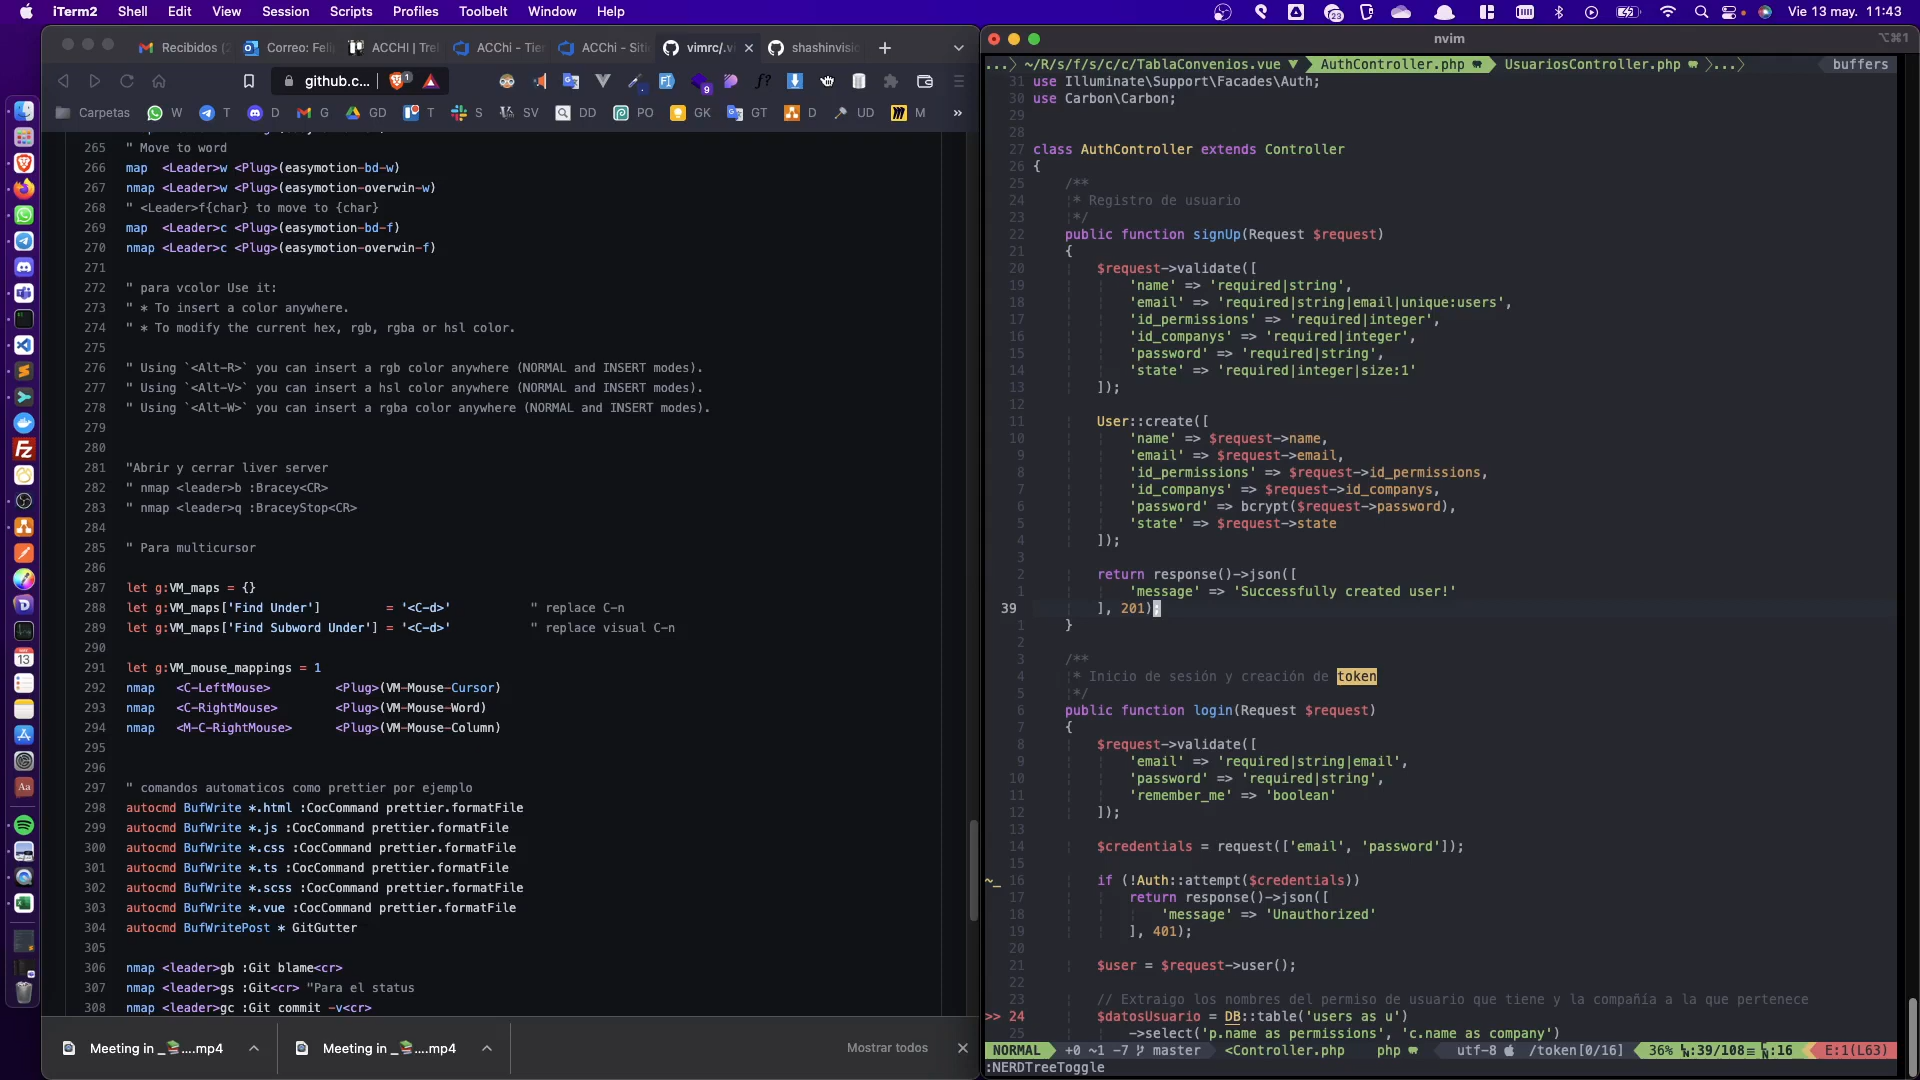 iTerm2 Shell Edit View Session Scripts Profiles Toolbelt Window Help 23 Vie 13 may. 11:43
Recibidos (2 Correo: Feli ACCHI | Trel ACChi - Tier ACChi - Siti vimrc/.vi shashinvisio
github.c... 1 9
Carpetas W T D G GD T S SV DD PO GK GT D UD M »
265 " Move to word
266 map <Leader>w <Plug>(easymotion-bd-w)
267 nmap <Leader>w <Plug>(easymotion-overwin-w)
268 " <Leader>f{char} to move to {char}
269 map <Leader>c <Plug>(easymotion-bd-f)
270 nmap <Leader>c <Plug>(easymotion-overwin-f)
271
272 " para vcolor Use it:
273 " * To insert a color anywhere.
274 " * To modify the current hex, rgb, rgba or hsl color.
275
276 " Using `<Alt-R>` you can insert a rgb color anywhere (NORMAL and INSERT modes).
277 " Using `<Alt-V>` you can insert a hsl color anywhere (NORMAL and INSERT modes).
278 " Using `<Alt-W>` you can insert a rgba color anywhere (NORMAL and INSERT modes).
279
280
281 "Abrir y cerrar liver server
282 " nmap <leader>b :Bracey<CR>
283 " nmap <leader>q :BraceyStop<CR>
284
285 " Para multicursor
286
287 let g:VM_maps = {}
288 let g:VM_maps['Find Under'] = '<C-d>' " replace C-n
289 let g:VM_maps['Find Subword Under'] = '<C-d>' " replace visual C-n
290
291 let g:VM_mouse_mappings = 1
292 nmap <C-LeftMouse> <Plug>(VM-Mouse-Cursor)
293 nmap <C-RightMouse> <Plug>(VM-Mouse-Word)
294 nmap <M-C-RightMouse> <Plug>(VM-Mouse-Column)
295
296
297 " comandos automaticos como prettier por ejemplo
298 autocmd BufWrite *.html :CocCommand prettier.formatFile
299 autocmd BufWrite *.js :CocCommand prettier.formatFile
300 autocmd BufWrite *.css :CocCommand prettier.formatFile
301 autocmd BufWrite *.ts :CocCommand prettier.formatFile
302 autocmd BufWrite *.scss :CocCommand prettier.formatFile
303 autocmd BufWrite *.vue :CocCommand prettier.formatFile
304 autocmd BufWritePost * GitGutter
305
306 nmap <leader>gb :Git blame<cr>
307 nmap <leader>gs :Git<cr> "Para el status
308 nmap <leader>gc :Git commit -v<cr>
Meeting in _....mp4 Meeting in _....mp4 Mostrar todos
nvim ⌥⌘1
...> ~/R/s/f/s/c/c/TablaConvenios.vue AuthController.php UsuariosController.php >...> buffers
31 use Illuminate\Support\Facades\Auth;
30 use Carbon\Carbon;
29
28
27 class AuthController extends Controller
26 {
25 /**
24 * Registro de usuario
23 */
22 public function signUp(Request $request)
21 {
20 $request->validate([
19 'name' => 'required|string',
18 'email' => 'required|string|email|unique:users',
17 'id_permissions' => 'required|integer',
16 'id_companys' => 'required|integer',
15 'password' => 'required|string',
14 'state' => 'required|integer|size:1'
13 ]);
12
11 User::create([
10 'name' => $request->name,
9 'email' => $request->email,
8 'id_permissions' => $request->id_permissions,
7 'id_companys' => $request->id_companys,
6 'password' => bcrypt($request->password),
5 'state' => $request->state
4 ]);
3
2 return response()->json([
1 'message' => 'Successfully created user!'
39 ], 201);
1 }
2
3 /**
4 * Inicio de sesión y creación de token
5 */
6 public function login(Request $request)
7 {
8 $request->validate([
9 'email' => 'required|string|email',
10 'password' => 'required|string',
11 'remember_me' => 'boolean'
12 ]);
13
14 $credentials = request(['email', 'password']);
15
~_ 16 if (!Auth::attempt($credentials))
17 return response()->json([
18 'message' => 'Unauthorized'
19 ], 401);
20
21 $user = $request->user();
22
23 // Extraigo los nombres del permiso de usuario que tiene y la compañía a la que pertenece
>> 24 $datosUsuario = DB::table('users as u')
25 ->select('p.name as permissions', 'c.name as company')
NORMAL +0 ~1 -7 master <Controller.php php utf-8 /token[0/16] 36% :39/108 :16 E:1(L63)
:NERDTreeToggle